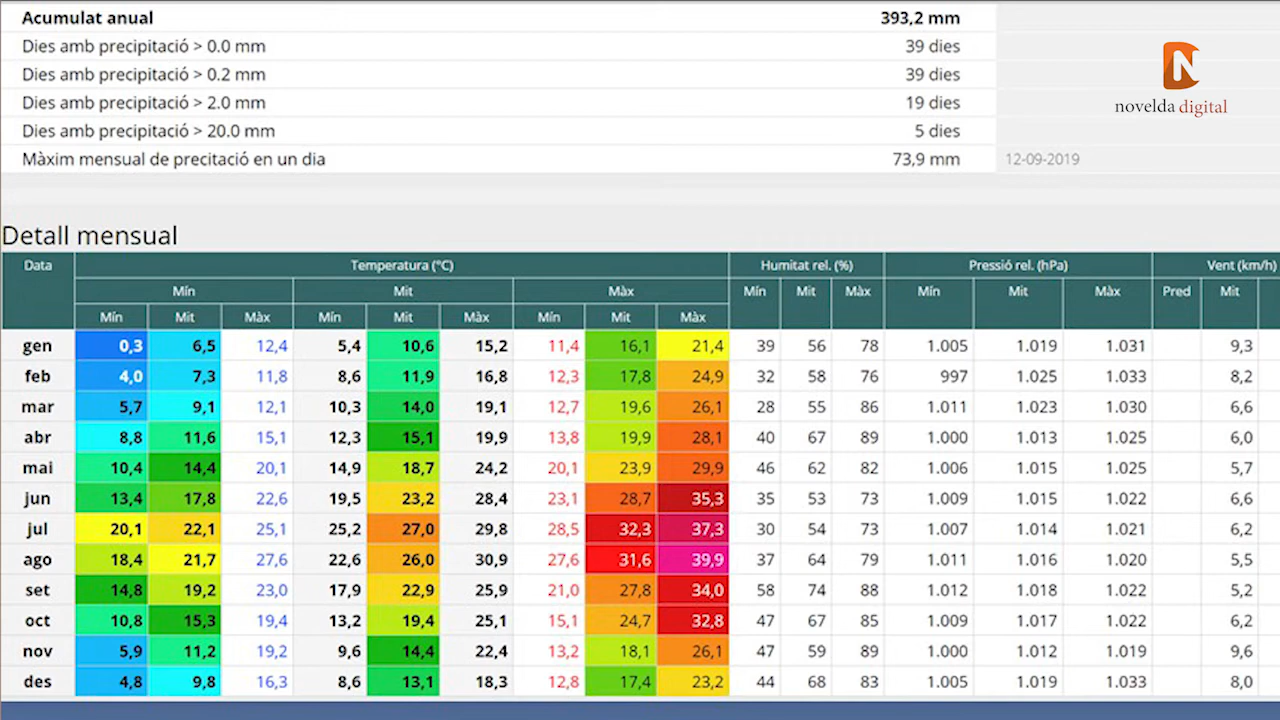 Acumulat anual 393,2 mm
Dies amb precipitació > 0.0 mm 39 dies
Dies amb precipitació > 0.2 mm 39 dies
Dies amb precipitació > 2.0 mm 19 dies
Dies amb precipitació > 20.0 mm 5 dies
Màxim mensual de precitació en un dia 73,9 mm 12-09-2019
novelda digital
Detall mensual
Data Temperatura (°C) Humitat rel. (%) Pressió rel. (hPa) Vent (km/h)
Mín Mit Màx Mín Mit Màx Mín Mit Màx Pred Mit
Mín Mit Màx Mín Mit Màx Mín Mit Màx
gen 0,3 6,5 12,4 5,4 10,6 15,2 11,4 16,1 21,4 39 56 78 1.005 1.019 1.031 9,3
feb 4,0 7,3 11,8 8,6 11,9 16,8 12,3 17,8 24,9 32 58 76 997 1.025 1.033 8,2
mar 5,7 9,1 12,1 10,3 14,0 19,1 12,7 19,6 26,1 28 55 86 1.011 1.023 1.030 6,6
abr 8,8 11,6 15,1 12,3 15,1 19,9 13,8 19,9 28,1 40 67 89 1.000 1.013 1.025 6,0
mai 10,4 14,4 20,1 14,9 18,7 24,2 20,1 23,9 29,9 46 62 82 1.006 1.015 1.025 5,7
jun 13,4 17,8 22,6 19,5 23,2 28,4 23,1 28,7 35,3 35 53 73 1.009 1.015 1.022 6,6
jul 20,1 22,1 25,1 25,2 27,0 29,8 28,5 32,3 37,3 30 54 73 1.007 1.014 1.021 6,2
ago 18,4 21,7 27,6 22,6 26,0 30,9 27,6 31,6 39,9 37 64 79 1.011 1.016 1.020 5,5
set 14,8 19,2 23,0 17,9 22,9 25,9 21,0 27,8 34,0 58 74 88 1.012 1.018 1.022 5,2
oct 10,8 15,3 19,4 13,2 19,4 25,1 15,1 24,7 32,8 47 67 85 1.009 1.017 1.022 6,2
nov 5,9 11,2 19,2 9,6 14,4 22,4 13,2 18,1 26,1 47 59 89 1.000 1.012 1.019 9,6
des 4,8 9,8 16,3 8,6 13,1 18,3 12,8 17,4 23,2 44 68 83 1.005 1.019 1.033 8,0